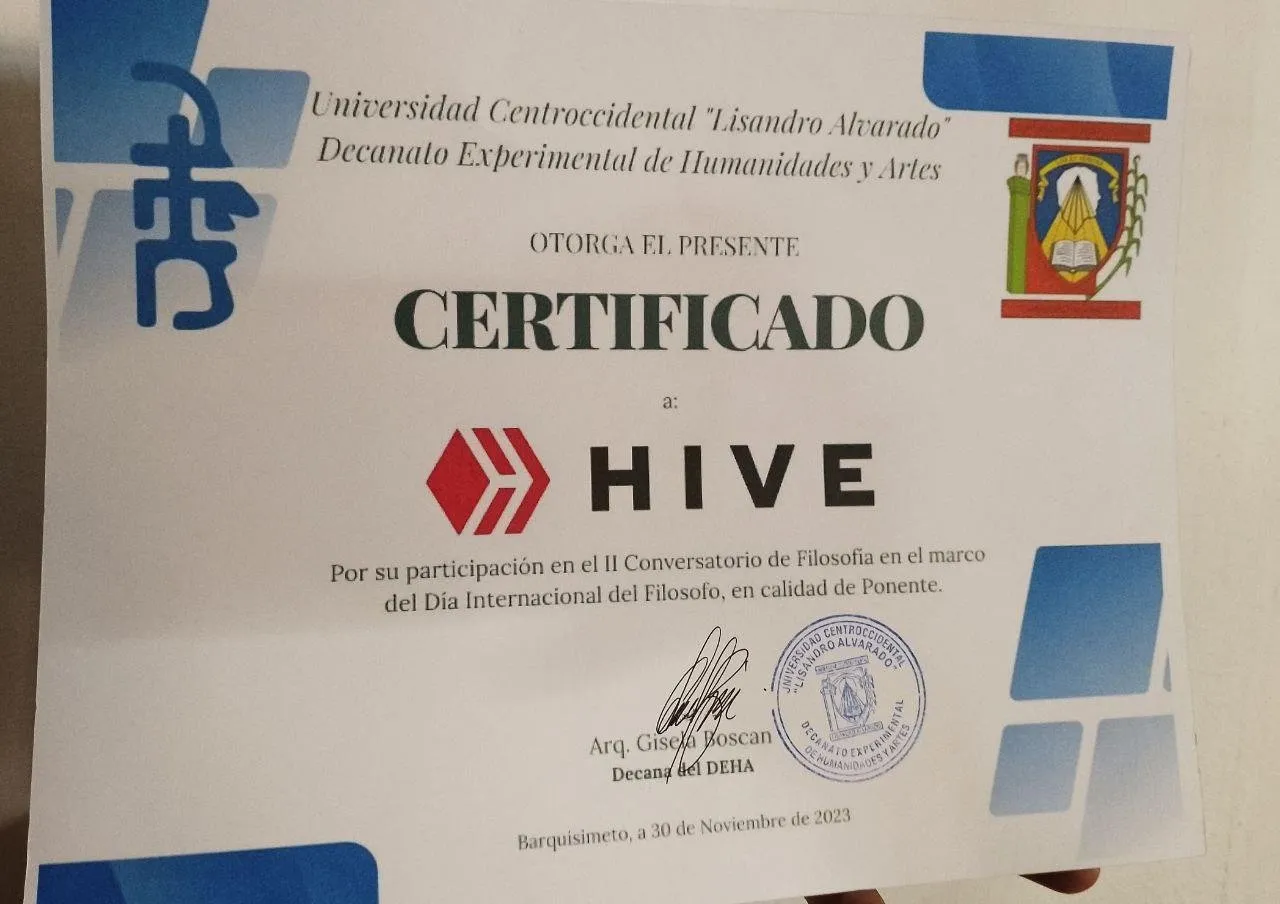 Universidad Centroccidental "Lisandro Alvarado"
Decanato Experimental de Humanidades y Artes
OTORGA EL PRESENTE
CERTIFICADO
a:
HIVE
Por su participación en el II Conversatorio de Filosofía en el marco
del Día Internacional del Filosofo, en calidad de Ponente.
UNIVERSIDAD CENTROCCIDENTAL
"LISANDRO ALVARADO"
DECANATO EXPERIMENTAL
DE HUMANIDADES Y ARTES
Arq. Gisela Boscan
Decana del DEHA
Barquisimeto, a 30 de Noviembre de 2023